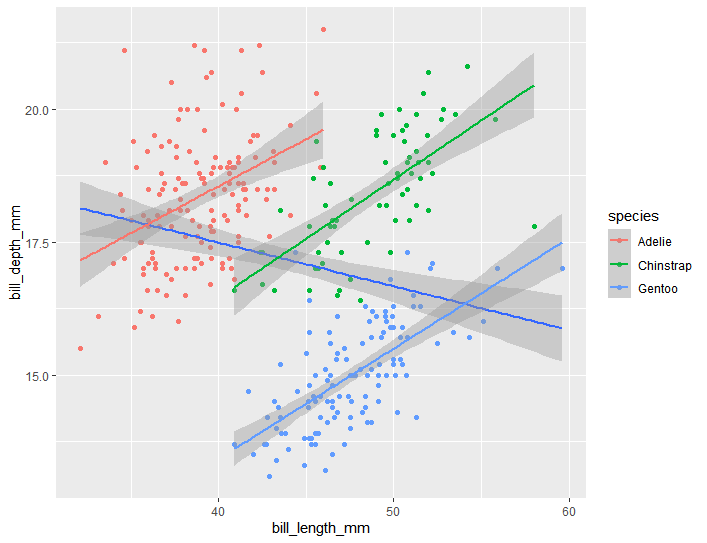 20.0
17.5
15.0
bill_depth_mm
40
50
60
bill_length_mm
species
Adelie
Chinstrap
Gentoo